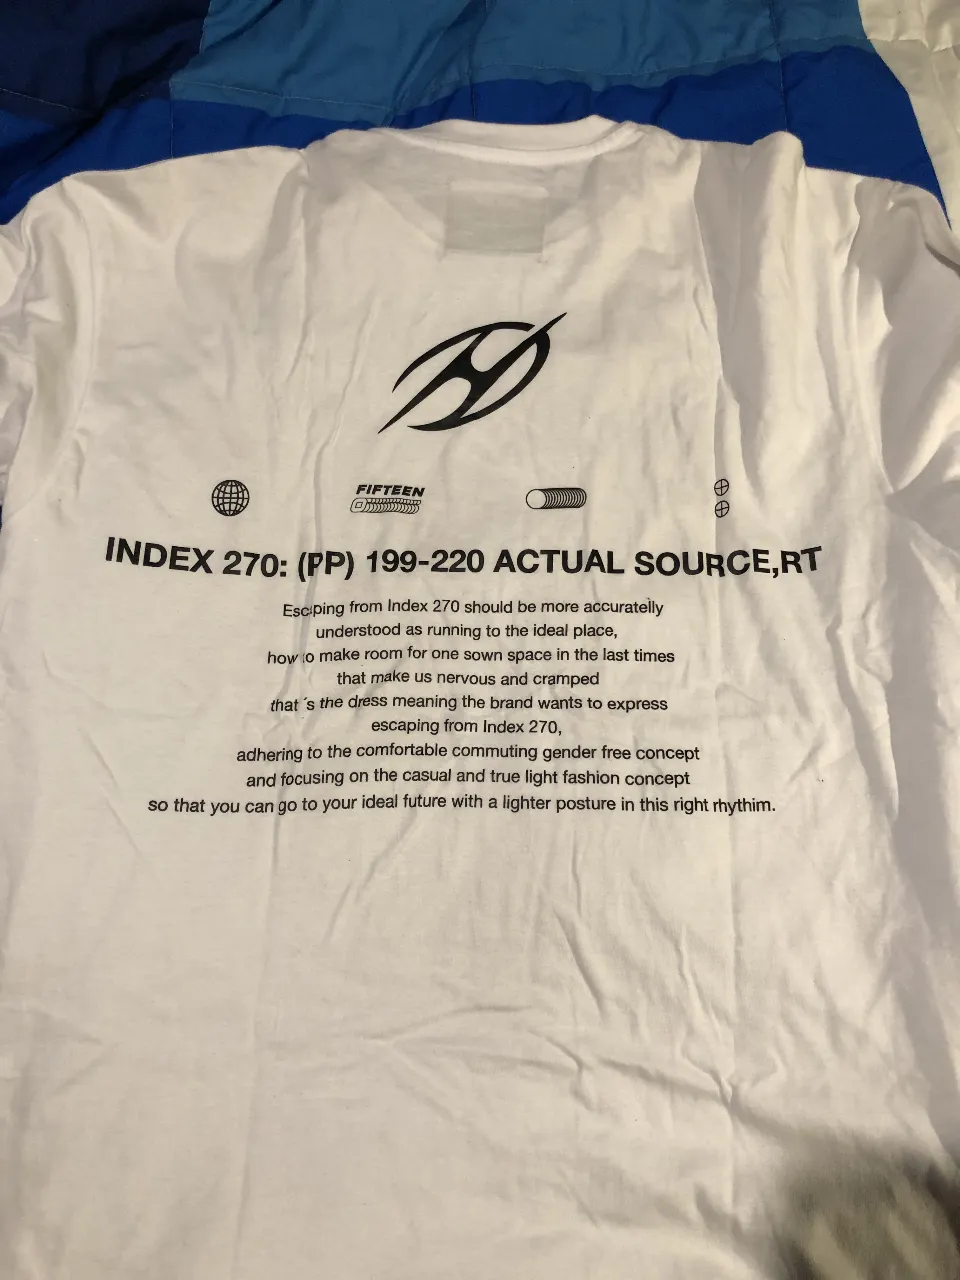 FIFTEEN
INDEX 270: (PP) 199-220 ACTUAL SOURCE,RT
Esciping from Index 270 should be more accuratelly
understood as running to the ideal place,
how to make room for one sown space in the last times
that make us nervous and cramped
that ´s the dress meaning the brand wants to express
escaping from Index 270,
adhering to the comfortable commuting gender free concept
and focusing on the casual and true light fashion concept
so that you can go to your ideal future with a lighter posture in this right rhythim.